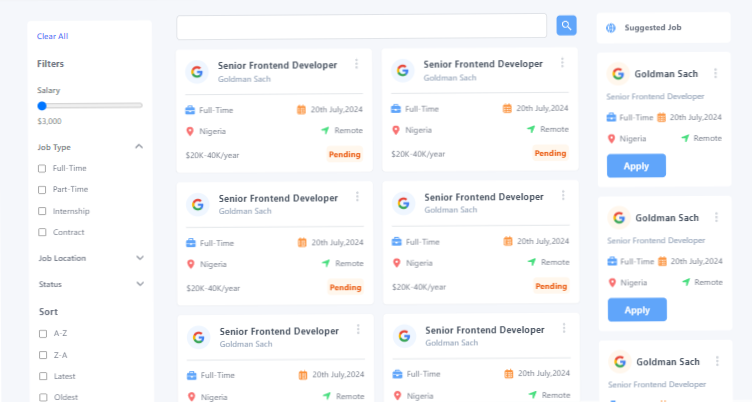 Clear All
Filters
Salary
$3,000
Job Type
Full-Time
Part-Time
Internship
Contract
Job Location
Status
Sort
A-Z
Z-A
Latest
Oldest
Senior Frontend Developer
Goldman Sach
Full-Time 20th July,2024
Nigeria Remote
$20K-40K/year Pending
Senior Frontend Developer
Goldman Sach
Full-Time 20th July,2024
Nigeria Remote
$20K-40K/year Pending
Senior Frontend Developer
Goldman Sach
Full-Time 20th July,2024
Nigeria Remote
$20K-40K/year Pending
Senior Frontend Developer
Goldman Sach
Full-Time 20th July,2024
Nigeria Remote
$20K-40K/year Pending
Senior Frontend Developer
Goldman Sach
Full-Time 20th July,2024
Nigeria Remote
Senior Frontend Developer
Goldman Sach
Full-Time 20th July,2024
Nigeria Remote
Suggested Job
Goldman Sach
Senior Frontend Developer
Full-Time 20th July,2024
Nigeria Remote
Apply
Goldman Sach
Senior Frontend Developer
Full-Time 20th July,2024
Nigeria Remote
Apply
Goldman Sach
Senior Frontend Developer